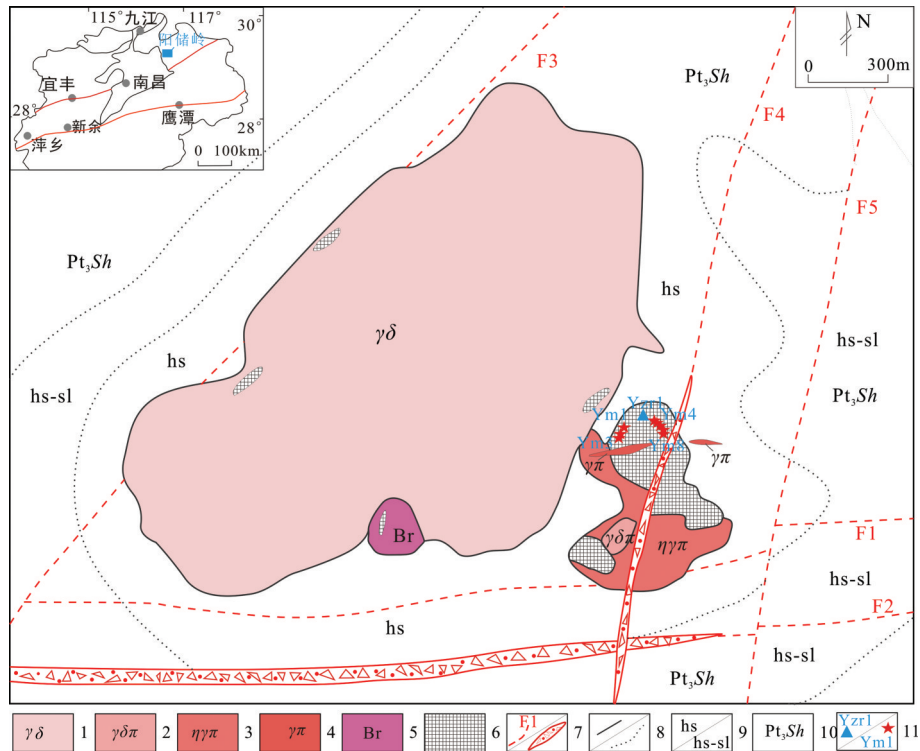 115° 九江 117° 30°
阳储岭
宜丰 南昌
28° 鹰潭 28°
萍乡 新余
0 100km
N
0 300m
F3
Pt₃Sh
F4
F5
Pt₃Sh
hs
γδ
hs-sl
hs
hs-sl
Pt₃Sh
Yzr1
Ym1 Ym4
γπ γπ
Br
γδπ ηγπ
F1
hs-sl
F2
hs
hs-sl
Pt₃Sh
γδ 1 γδπ 2 ηγπ 3 γπ 4 Br 5 6 F1 7 8 hs hs-sl 9 Pt₃Sh 10 Yzr1 Ym1 11